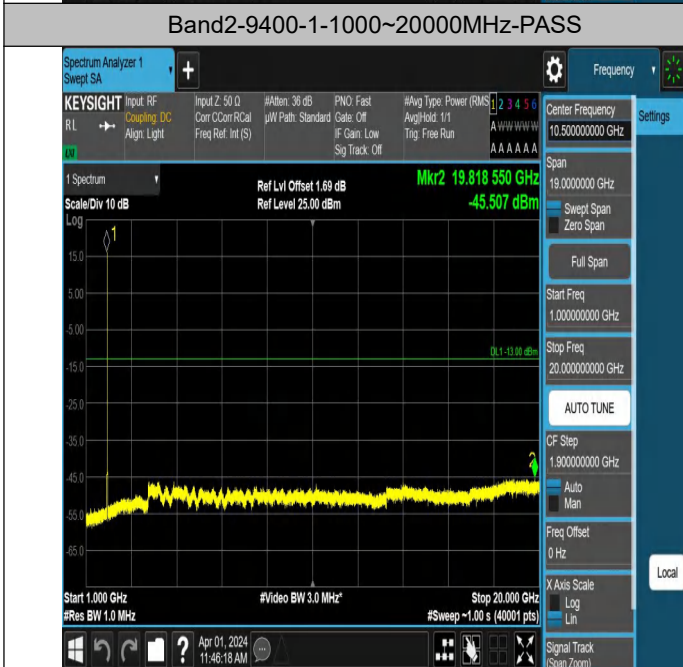 Band2-9400-1-1000~20000MHz-PASS
Spectrum Analyzer 1
Swept SA
Frequency
KEYSIGHT
RL
Input: RF
Coupling: DC
Align: Light
Input Z: 50 Ω
Corr CCorr RCal
Freq Ref: Int (S)
#Atten: 36 dB
µW Path: Standard
PNO: Fast
Gate: Off
IF Gain: Low
Sig Track: Off
#Avg Type: Power (RMS
Avg|Hold: 1/1
Trig: Free Run
1 2 3 4 5 6
A W W W W W
A A A A A A
1 Spectrum
Scale/Div 10 dB
Log
Ref Lvl Offset 1.69 dB
Ref Level 25.00 dBm
Mkr2 19.818 550 GHz
-45.507 dBm
1
15.0
5.00
-5.00
-15.0
-25.0
-35.0
-45.0
-55.0
-65.0
DL1 -13.00 dBm
2
Start 1.000 GHz
#Res BW 1.0 MHz
#Video BW 3.0 MHz*
Stop 20.000 GHz
#Sweep ~1.00 s (40001 pts)
Apr 01, 2024
11:46:18 AM
Center Frequency
10.500000000 GHz
Span
19.0000000 GHz
Swept Span
Zero Span
Full Span
Start Freq
1.000000000 GHz
Stop Freq
20.000000000 GHz
AUTO TUNE
CF Step
1.900000000 GHz
Auto
Man
Freq Offset
0 Hz
X Axis Scale
Log
Lin
Signal Track
(Span Zoom)
Settings
Local